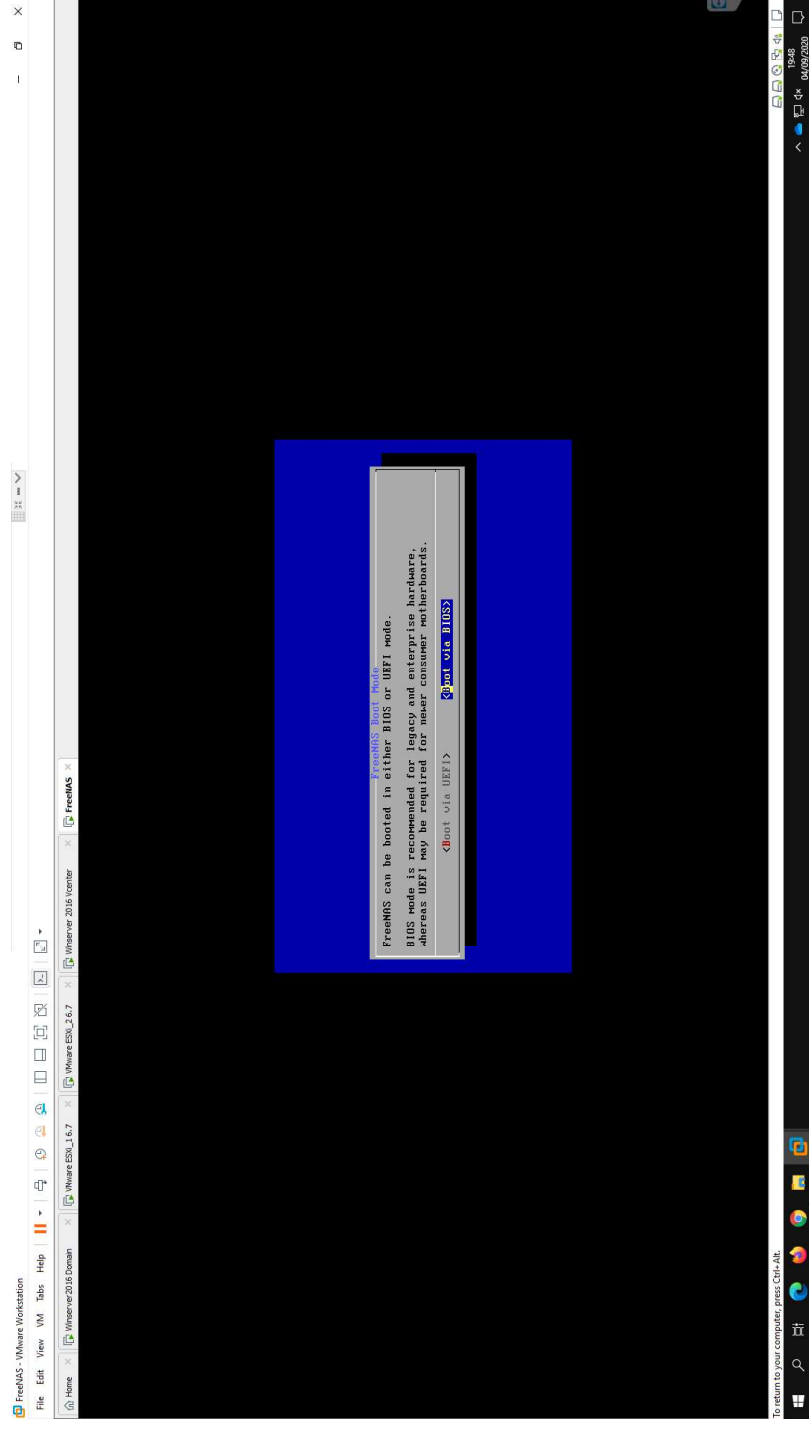 FreeNAS - VMware Workstation
File Edit View VM Tabs Help
Home
Winserver2016 Domain
VMware ESXi_1 6.7
VMware ESXi_2 6.7
Winserver 2016 Vcenter
FreeNAS
FreeNAS Boot Mode
FreeNAS can be booted in either BIOS or UEFI mode.
BIOS mode is recommended for legacy and enterprise hardware,
whereas UEFI may be required for newer consumer motherboards.
<Boot via UEFI> <Boot via BIOS>
To return to your computer, press Ctrl+Alt.
19:48
04/09/2020